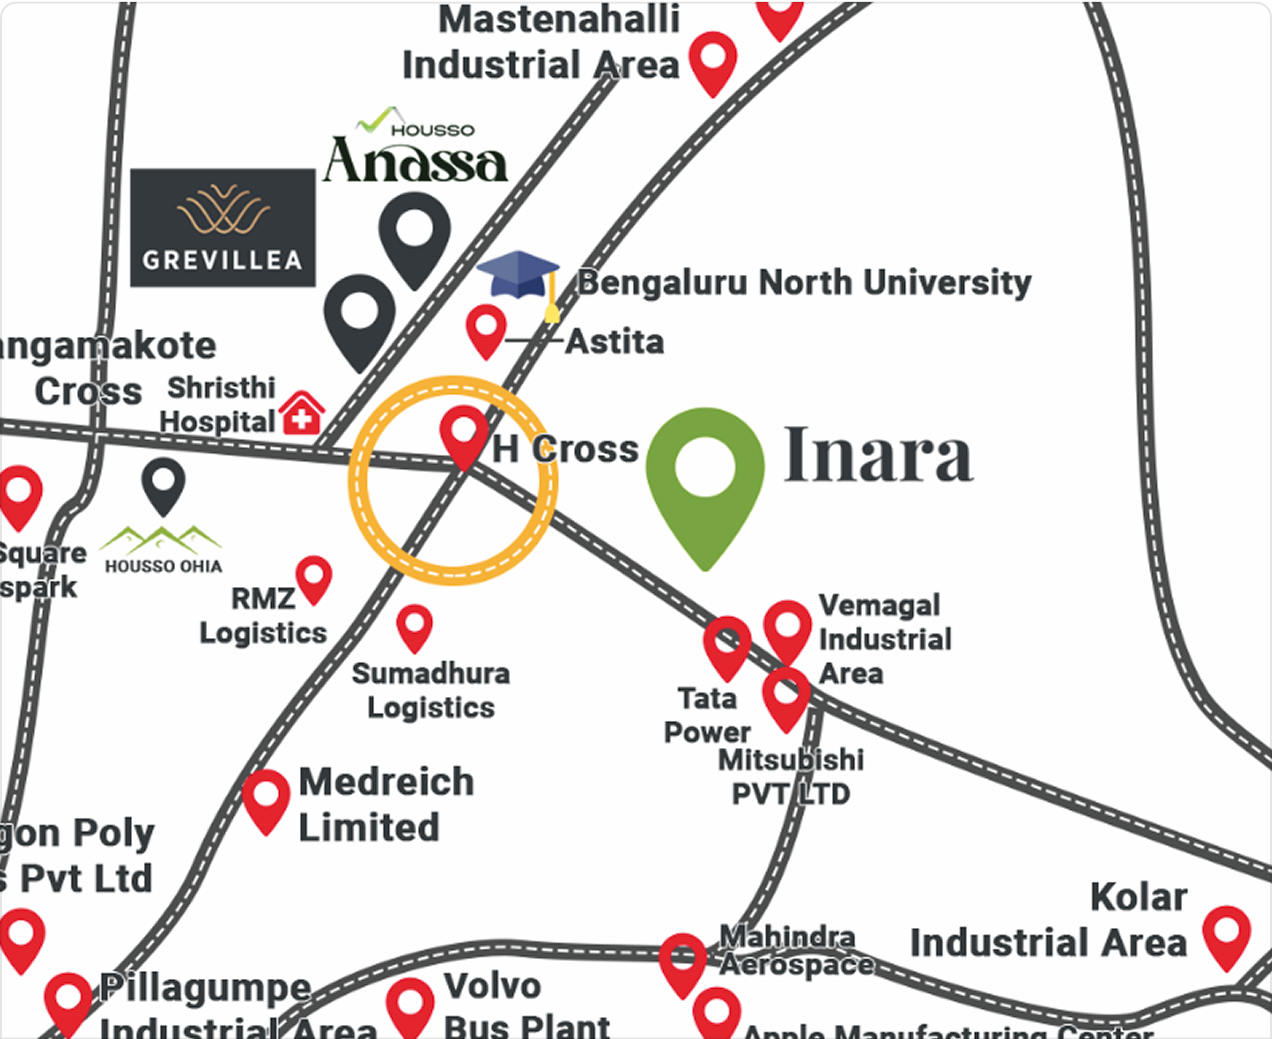 Mastenahalli
Industrial Area
HOUSSO
Anassa
GREVILLEA
Bengaluru North University
Astita
angamakote
Cross
Shristhi
Hospital
H Cross
Inara
Square
spark
HOUSSO OHIA
RMZ
Logistics
Sumadhura
Logistics
Vemagal
Industrial
Area
Tata
Power
Mitsubishi
PVT LTD
Medreich
Limited
gon Poly
s Pvt Ltd
Kolar
Industrial Area
Mahindra
Aerospace
Pillagumpe
Industrial Area
Volvo
Bus Plant
Apple Manufacturing Center